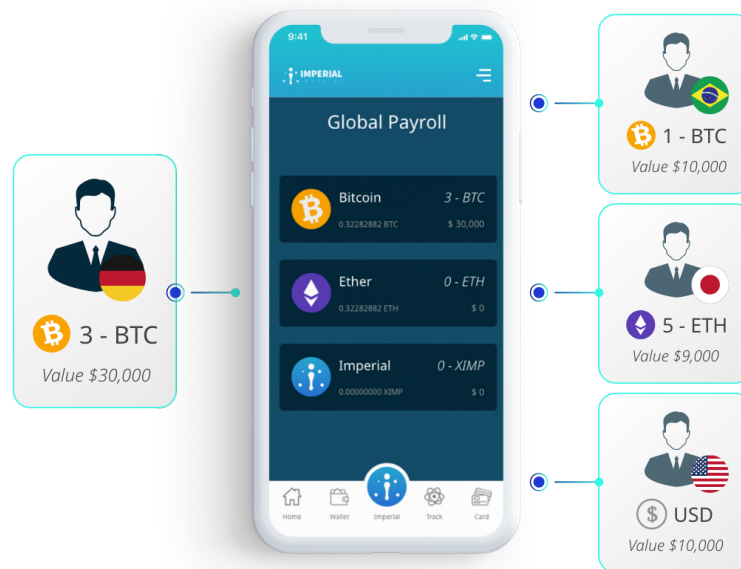 3 - BTC
Value $30,000
9:41
IMPERIAL
Global Payroll
Bitcoin 3 - BTC
0.32282882 BTC $ 30,000
Ether 0 - ETH
0.32282882 ETH $ 0
Imperial 0 - XIMP
0.00000000 XIMP $ 0
Home Wallet Imperial Track Card
1 - BTC
Value $10,000
5 - ETH
Value $9,000
$ USD
Value $10,000